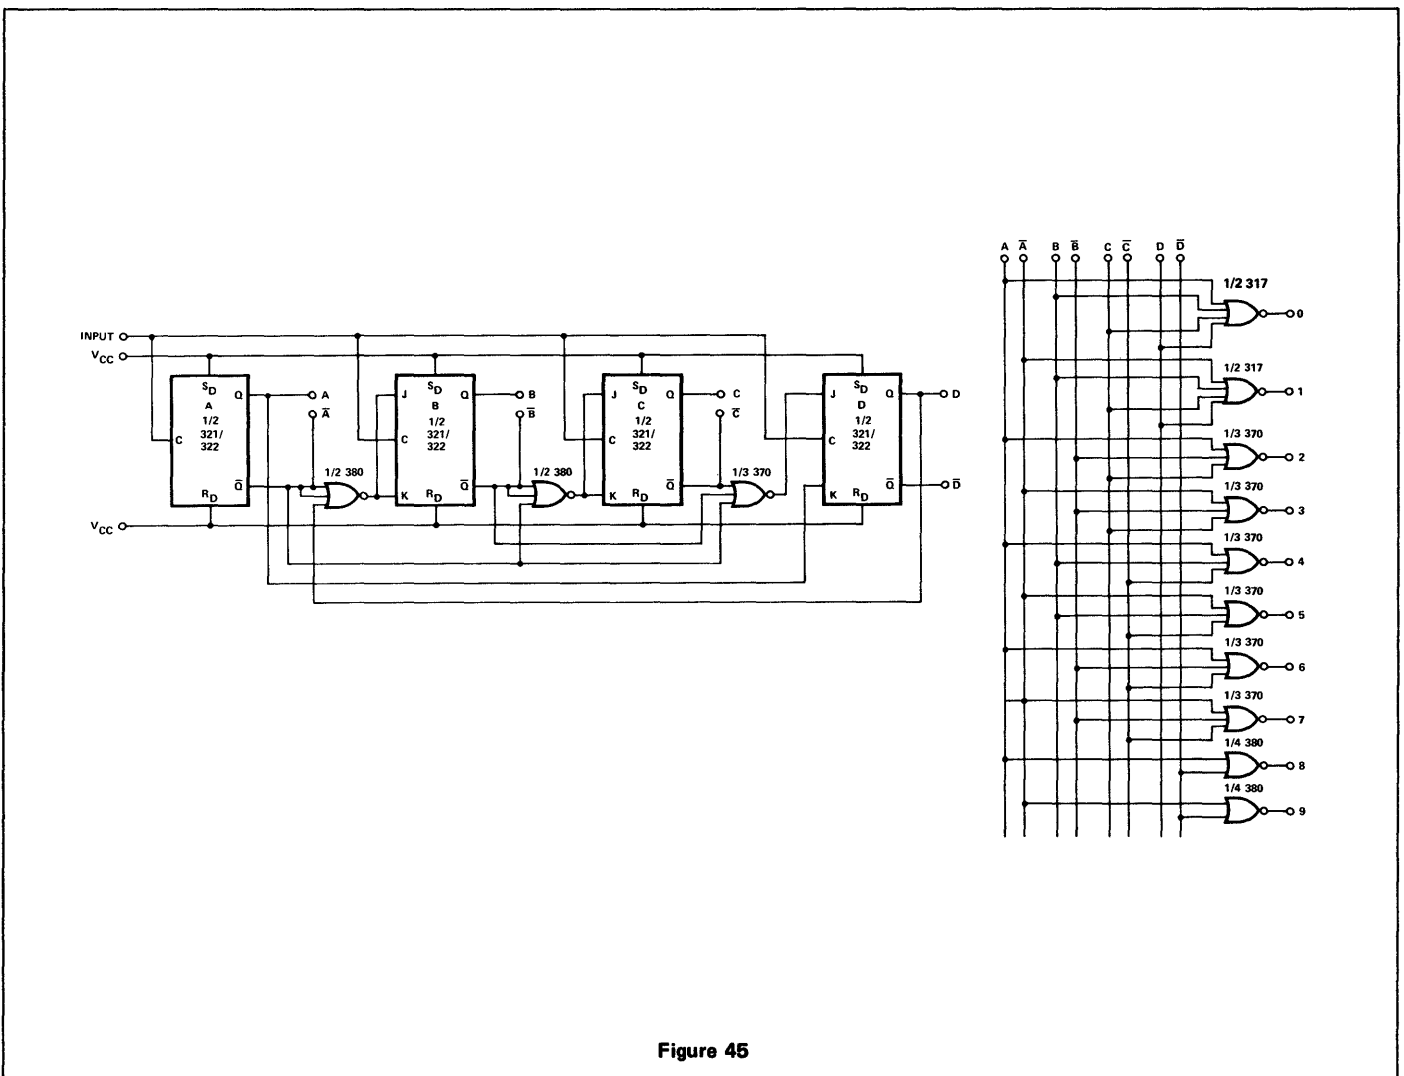 INPUT
VCC
SD
A
1/2
321/
322
C
Q
Q̅
RD
A
A̅
1/2 380
J
C
K
SD
B
1/2
321/
322
RD
Q
Q̅
B
B̅
1/2 380
J
C
K
SD
C
1/2
321/
322
RD
Q
Q̅
C
C̅
1/3 370
J
C
K
SD
D
1/2
321/
322
RD
Q
Q̅
D
D̅
VCC
A A̅ B B̅ C C̅ D D̅
1/2 317
0
1/2 317
1
1/3 370
2
1/3 370
3
1/3 370
4
1/3 370
5
1/3 370
6
1/3 370
7
1/4 380
8
1/4 380
9
Figure 45